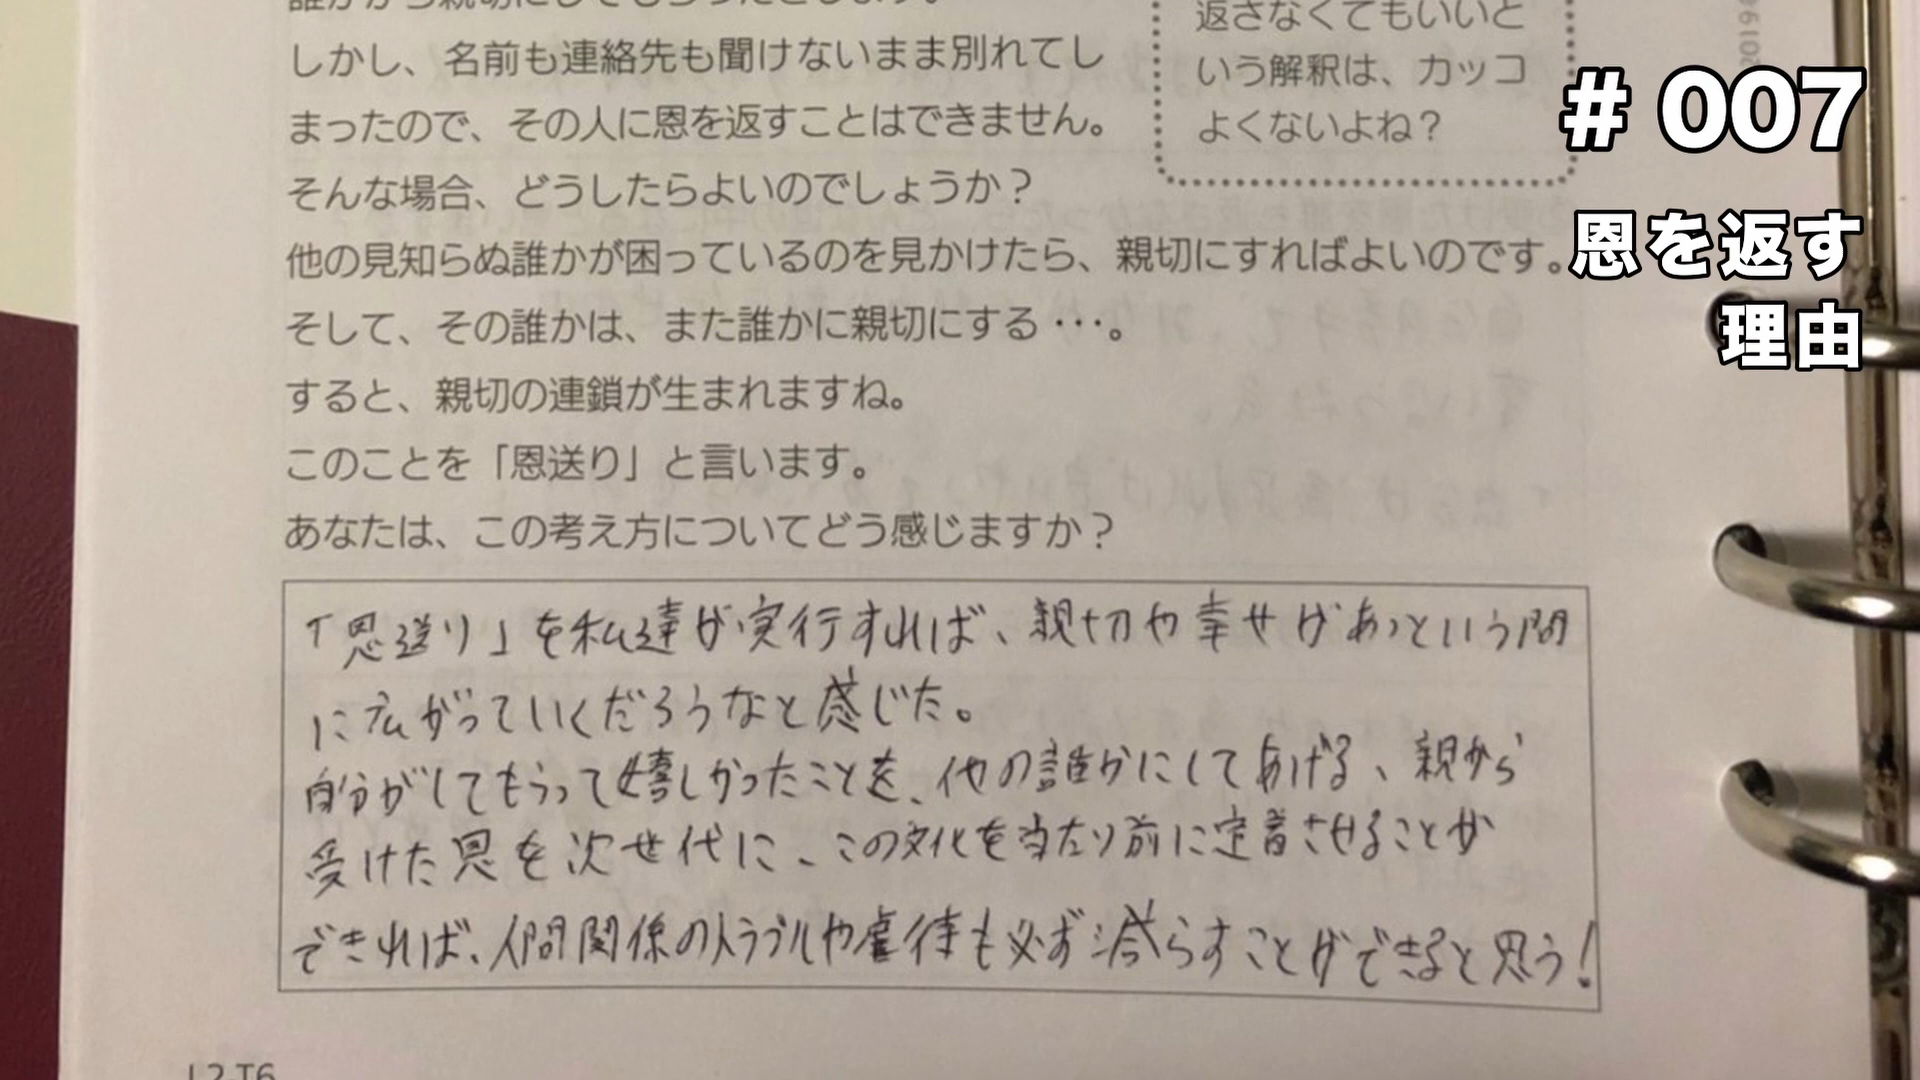 しかし、名前も連絡先も聞けないまま別れてし
まったので、その人に恩を返すことはできません。
そんな場合、どうしたらよいのでしょうか？
他の見知らぬ誰かが困っているのを見かけたら、親切にすればよいのです。
そして、その誰かは、また誰かに親切にする・・・。
すると、親切の連鎖が生まれますね。
このことを「恩送り」と言います。
あなたは、この考え方についてどう感じますか？
返さなくてもいいと
いう解釈は、カッコ
よくないよね？
# 007
恩を返す
理由
「恩送り」を私達が実行すれば、親切や幸せがあっという間
に広がっていくだろうなと感じた。
自分がしてもらって嬉しかったことを、他の誰かにしてあげる、親から
受けた恩を次世代に、この文化を当たり前に定着させることが
できれば、人間関係のトラブルや虐待も必ず減らすことができると思う！
L2-T6